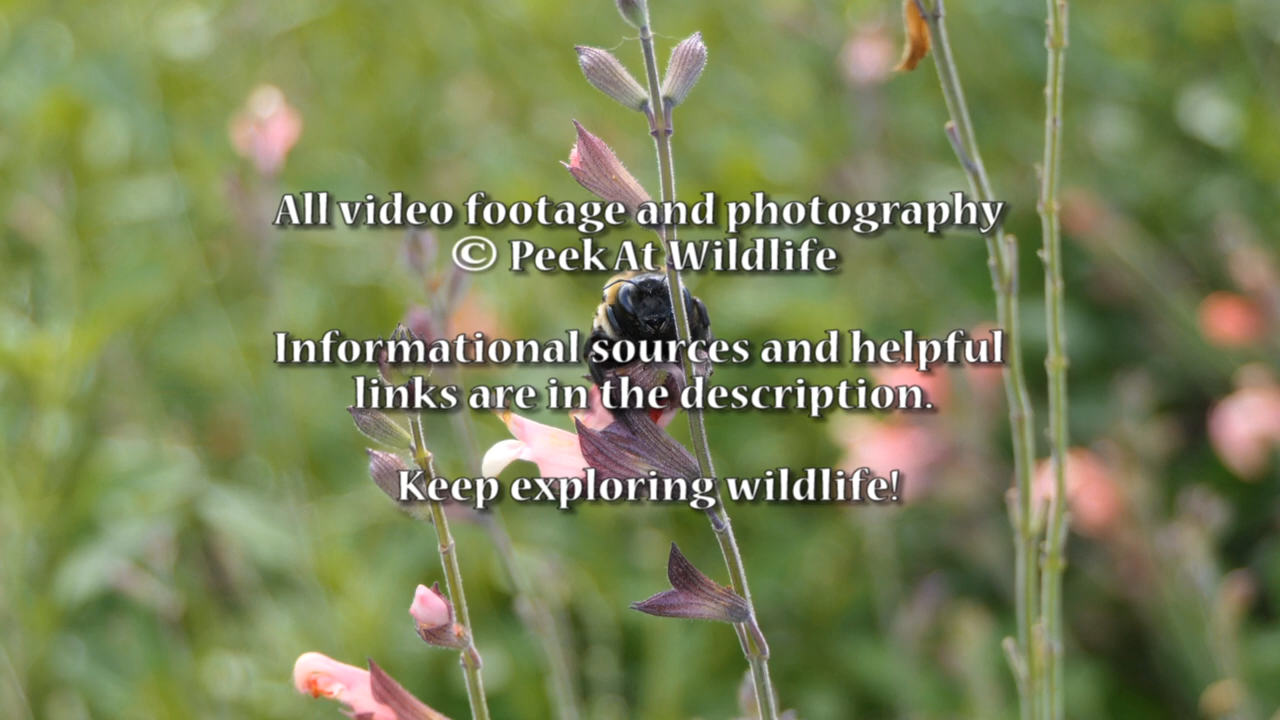 All video footage and photography
© Peek At Wildlife
Informational sources and helpful
links are in the description.
Keep exploring wildlife!